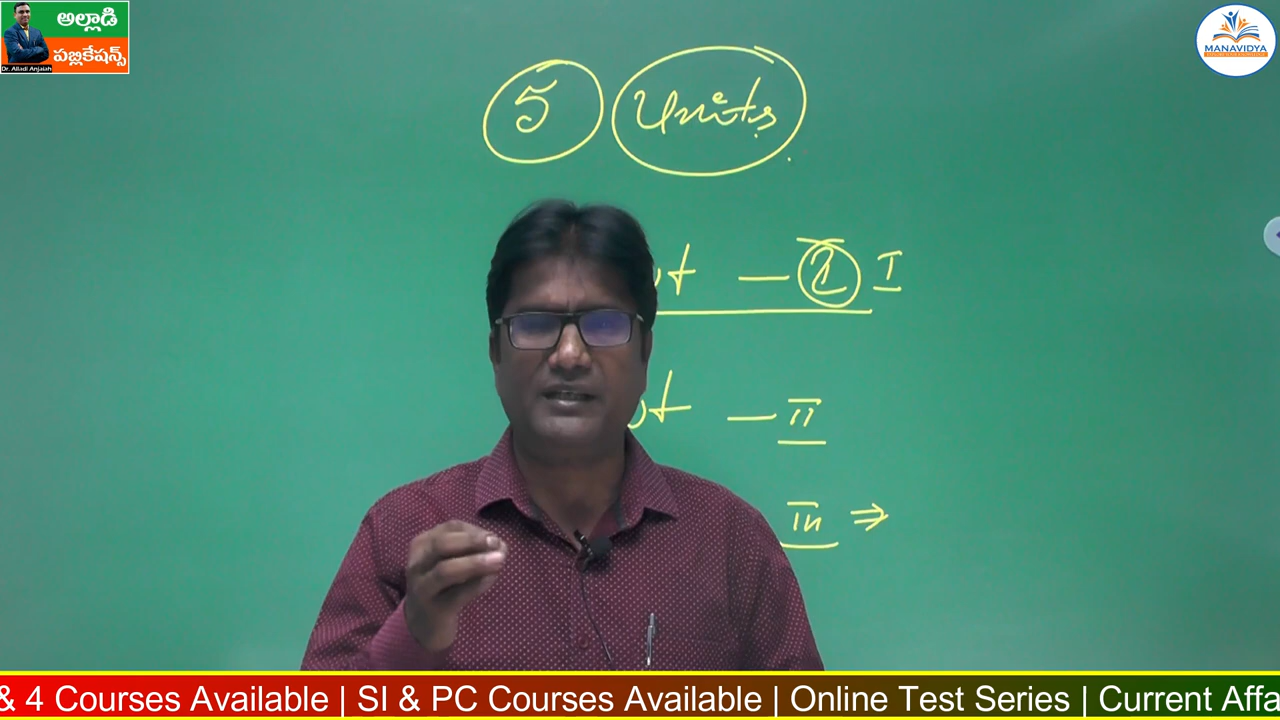 అల్లాడి
పబ్లికేషన్స్
Dr. Alladi Anjaiah
MANAVIDYA
5 Units
I I
II
III ⇒
& 4 Courses Available | SI & PC Courses Available | Online Test Series | Current Affa